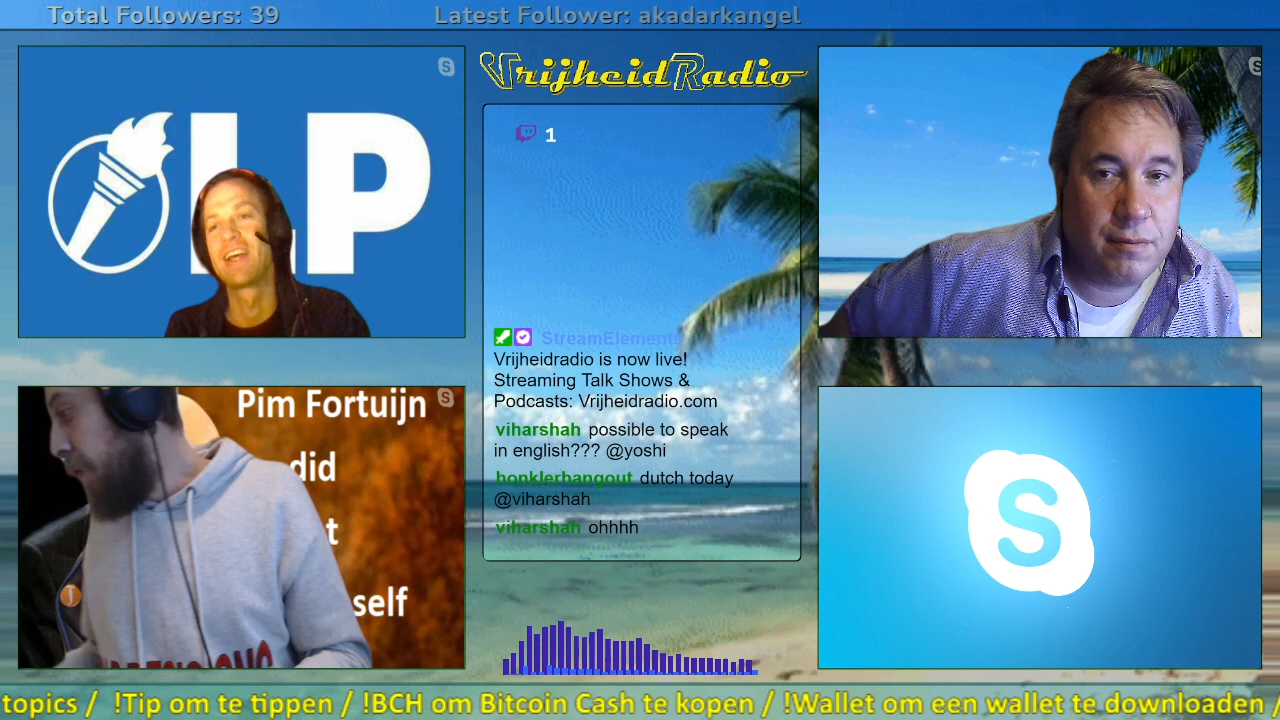 Total Followers: 39
Latest Follower: akadarkangel
VrijheidRadio
LP
1
StreamElements
Vrijheidradio is now live!
Streaming Talk Shows &
Podcasts: Vrijheidradio.com
viharshah possible to speak
in english??? @yoshi
honklerhangout dutch today
@viharshah
viharshah ohhhh
Pim Fortuijn
did
t
self
S
topics / !Tip om te tippen / !BCH om Bitcoin Cash te kopen / !Wallet om een wallet te downloaden /